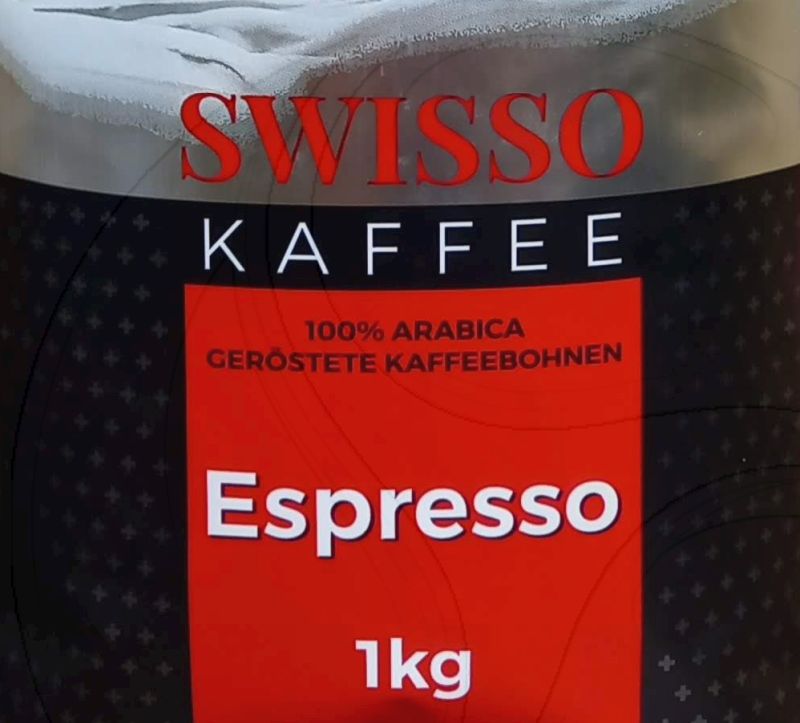 SWISSO
KAFFEE
100% ARABICA
GERÖSTETE KAFFEEBOHNEN
Espresso
1kg